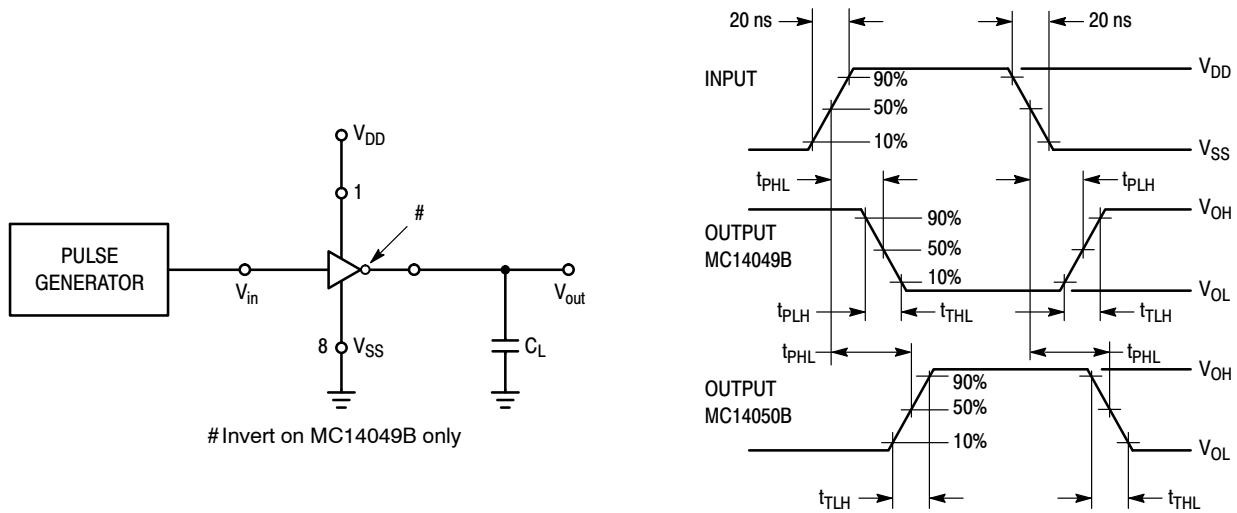 PULSE
GENERATOR
V_in
V_DD
1
#
8
V_SS
C_L
V_out
#Invert on MC14049B only
20 ns
20 ns
INPUT
90%
50%
10%
V_DD
V_SS
t_PHL
t_PLH
OUTPUT
MC14049B
90%
50%
10%
V_OH
V_OL
t_PLH
t_THL
t_TLH
t_PHL
t_PHL
OUTPUT
MC14050B
90%
50%
10%
V_OH
V_OL
t_TLH
t_THL